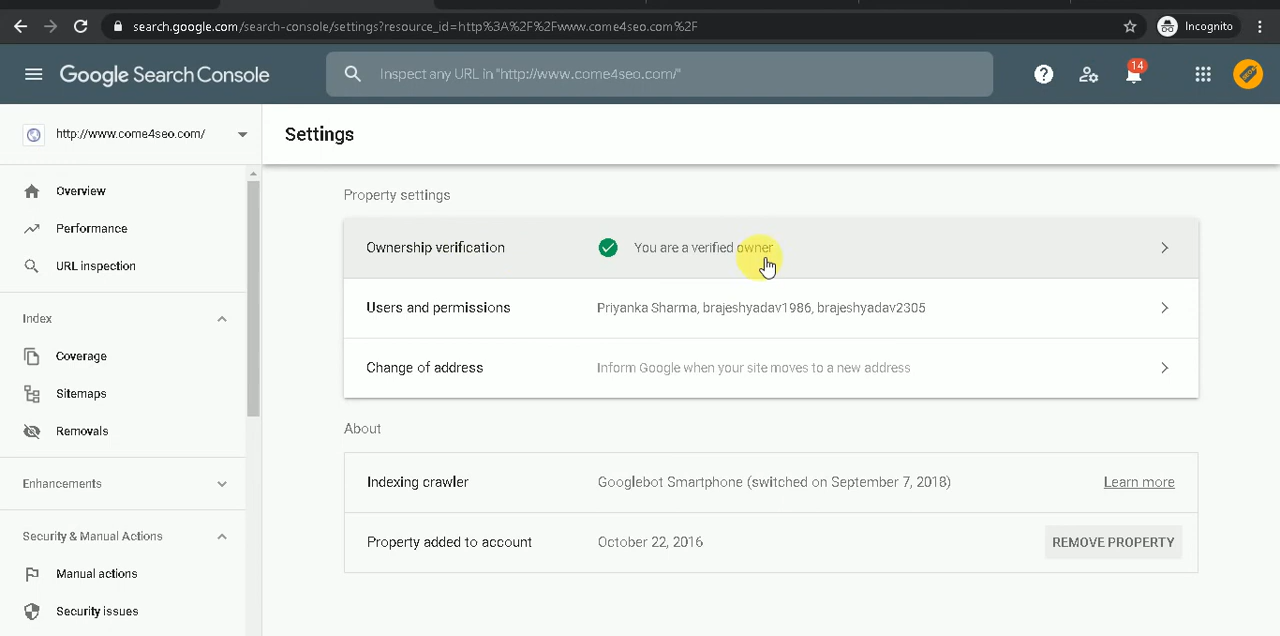 search.google.com/search-console/settings?resource_id=http%3A%2F%2Fwww.come4seo.com%2F
Incognito
Google Search Console
Inspect any URL in "http://www.come4seo.com/"
14
http://www.come4seo.com/
Settings
Overview
Performance
URL inspection
Index
Coverage
Sitemaps
Removals
Enhancements
Security & Manual Actions
Manual actions
Security issues
Property settings
Ownership verification You are a verified owner
Users and permissions Priyanka Sharma, brajeshyadav1986, brajeshyadav2305
Change of address Inform Google when your site moves to a new address
About
Indexing crawler Googlebot Smartphone (switched on September 7, 2018) Learn more
Property added to account October 22, 2016 REMOVE PROPERTY